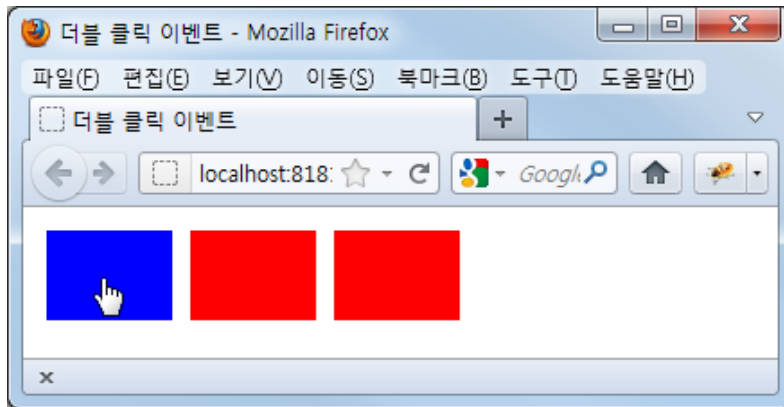 더블 클릭 이벤트 - Mozilla Firefox
파일(F) 편집(E) 보기(V) 이동(S) 북마크(B) 도구(T) 도움말(H)
더블 클릭 이벤트
localhost:818